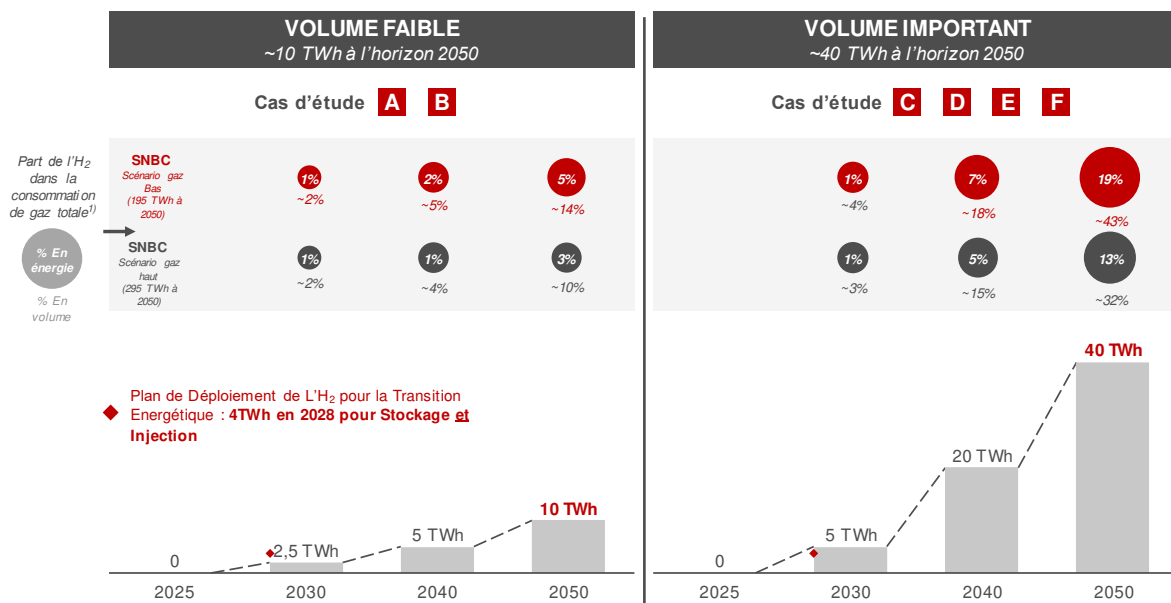 VOLUME FAIBLE
~10 TWh à l'horizon 2050
VOLUME IMPORTANT
~40 TWh à l'horizon 2050
Cas d'étude A B
Cas d'étude C D E F
Part de l'H2
dans la
consommation
de gaz totale1)
% En
énergie
% En
volume
SNBC
Scénario gaz
Bas
(195 TWh à
2050)
1% 2% 5%
~2% ~5% ~14%
1% 7% 19%
~4% ~18% ~43%
SNBC
Scénario gaz
haut
(295 TWh à
2050)
1% 1% 3%
~2% ~4% ~10%
1% 5% 13%
~3% ~15% ~32%
Plan de Déploiement de L'H2 pour la Transition
Energétique : 4TWh en 2028 pour Stockage et
Injection
0 2,5 TWh 5 TWh 10 TWh
2025 2030 2040 2050
0 5 TWh 20 TWh 40 TWh
2025 2030 2040 2050